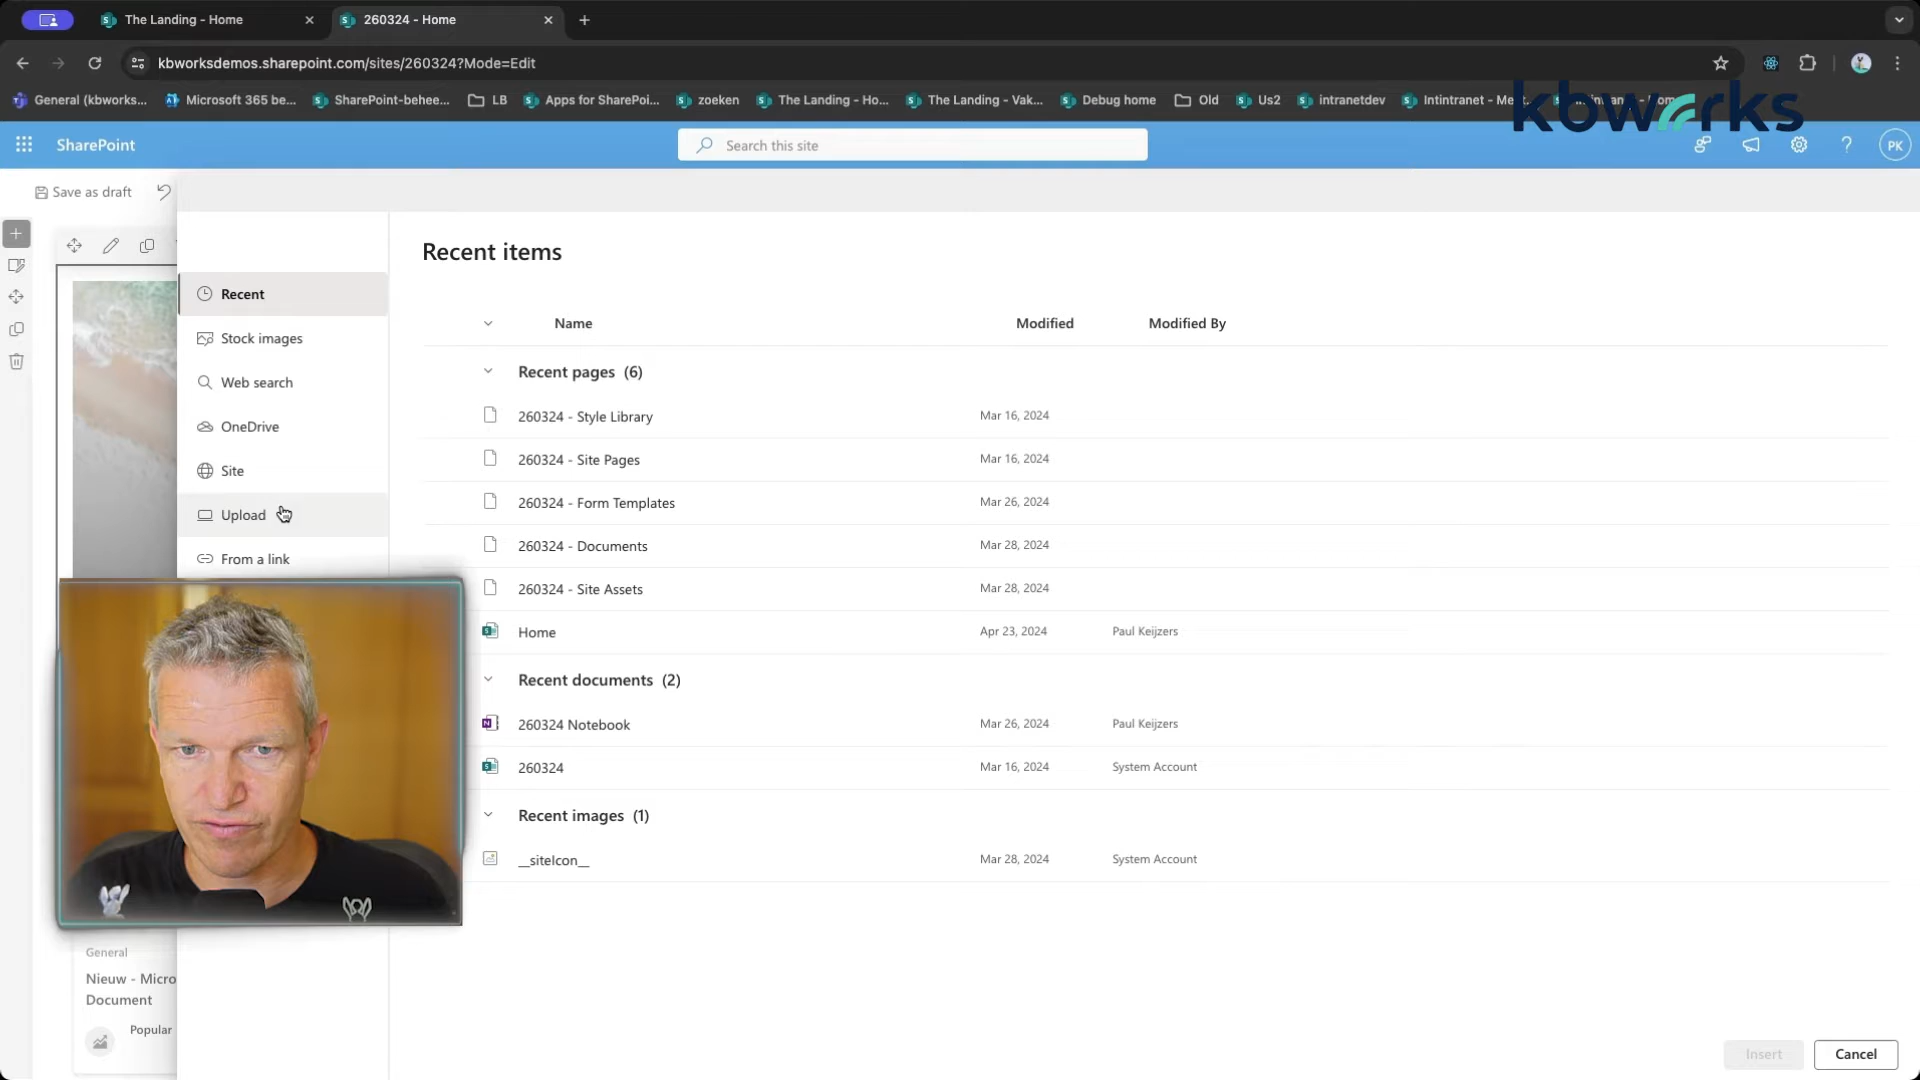 The Landing - Home
260324 - Home
kbworksdemos.sharepoint.com/sites/260324?Mode=Edit
General (kbworks...
Microsoft 365 be...
SharePoint-behee...
LB
Apps for SharePoi...
zoeken
The Landing - Ho...
The Landing - Vak...
Debug home
Old
Us2
intranetdev
kbworks
SharePoint
Search this site
PK
Save as draft
Recent
Stock images
Web search
OneDrive
Site
Upload
From a link
Recent items
Name Modified Modified By
Recent pages (6)
260324 - Style Library Mar 16, 2024
260324 - Site Pages Mar 16, 2024
260324 - Form Templates Mar 26, 2024
260324 - Documents Mar 28, 2024
260324 - Site Assets Mar 28, 2024
Home Apr 23, 2024 Paul Keijzers
Recent documents (2)
260324 Notebook Mar 26, 2024 Paul Keijzers
260324 Mar 16, 2024 System Account
Recent images (1)
__siteIcon__ Mar 28, 2024 System Account
General
Nieuw - Micro
Document
Popular
Insert
Cancel